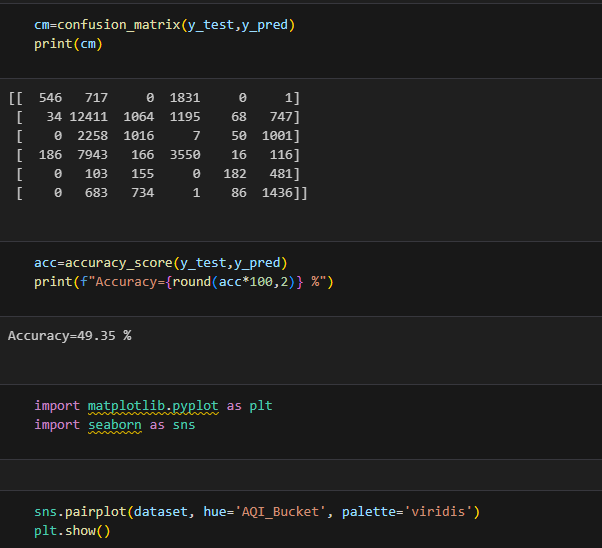 cm=confusion_matrix(y_test,y_pred)
print(cm)
[[  546   717     0  1831     0     1]
 [   34 12411  1064  1195    68   747]
 [    0  2258  1016     7    50  1001]
 [  186  7943   166  3550    16   116]
 [    0   103   155     0   182   481]
 [    0   683   734     1    86  1436]]
acc=accuracy_score(y_test,y_pred)
print(f"Accuracy={round(acc*100,2)} %")
Accuracy=49.35 %
import matplotlib.pyplot as plt
import seaborn as sns
sns.pairplot(dataset, hue='AQI_Bucket', palette='viridis')
plt.show()